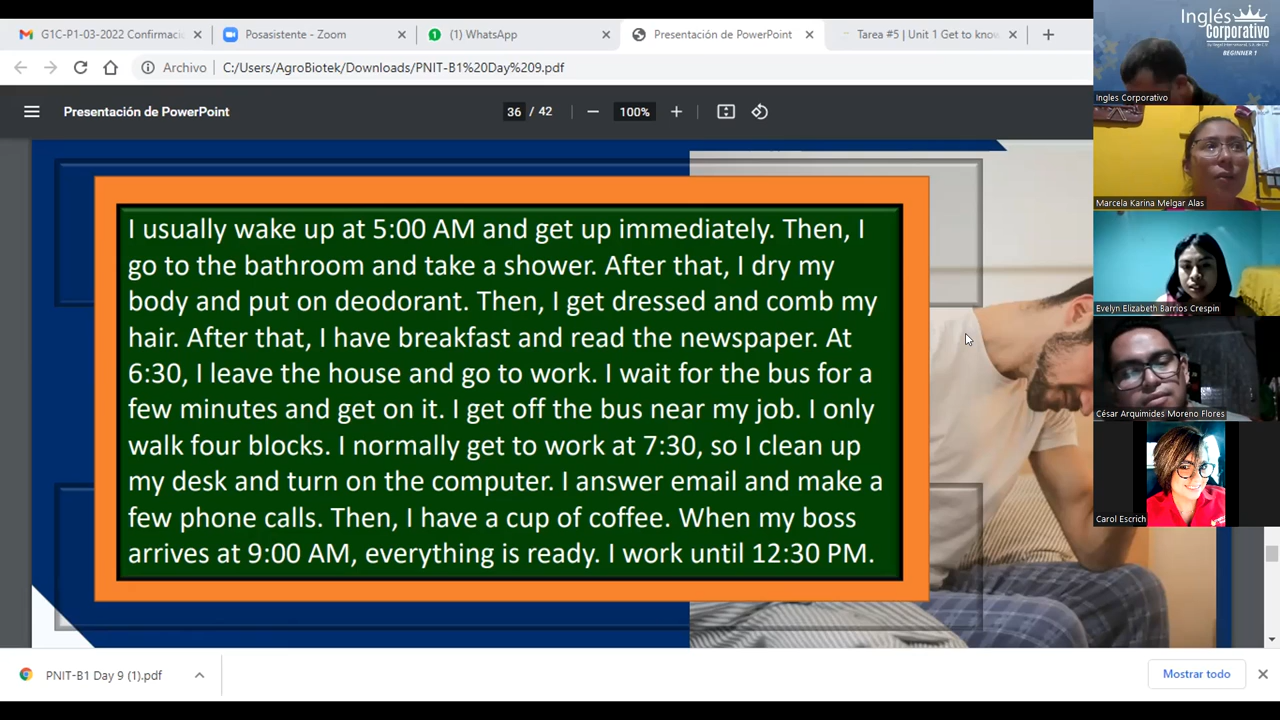 G1C-P1-03-2022 Confirmaci
Posasistente - Zoom
(1) WhatsApp
Presentación de PowerPoint
Tarea #5 | Unit 1 Get to know
Archivo
C:/Users/AgroBiotek/Downloads/PNIT-B1%20Day%209.pdf
Presentación de PowerPoint
36 / 42
100%
I usually wake up at 5:00 AM and get up immediately. Then, I
go to the bathroom and take a shower. After that, I dry my
body and put on deodorant. Then, I get dressed and comb my
hair. After that, I have breakfast and read the newspaper. At
6:30, I leave the house and go to work. I wait for the bus for a
few minutes and get on it. I get off the bus near my job. I only
walk four blocks. I normally get to work at 7:30, so I clean up
my desk and turn on the computer. I answer email and make a
few phone calls. Then, I have a cup of coffee. When my boss
arrives at 9:00 AM, everything is ready. I work until 12:30 PM.
Inglés
Corporativo
BEGINNER 1
Ingles Corporativo
Marcela Karina Melgar Alas
Evelyn Elizabeth Barrios Crespin
César Arquimides Moreno Flores
Carol Escrich
PNIT-B1 Day 9 (1).pdf
Mostrar todo